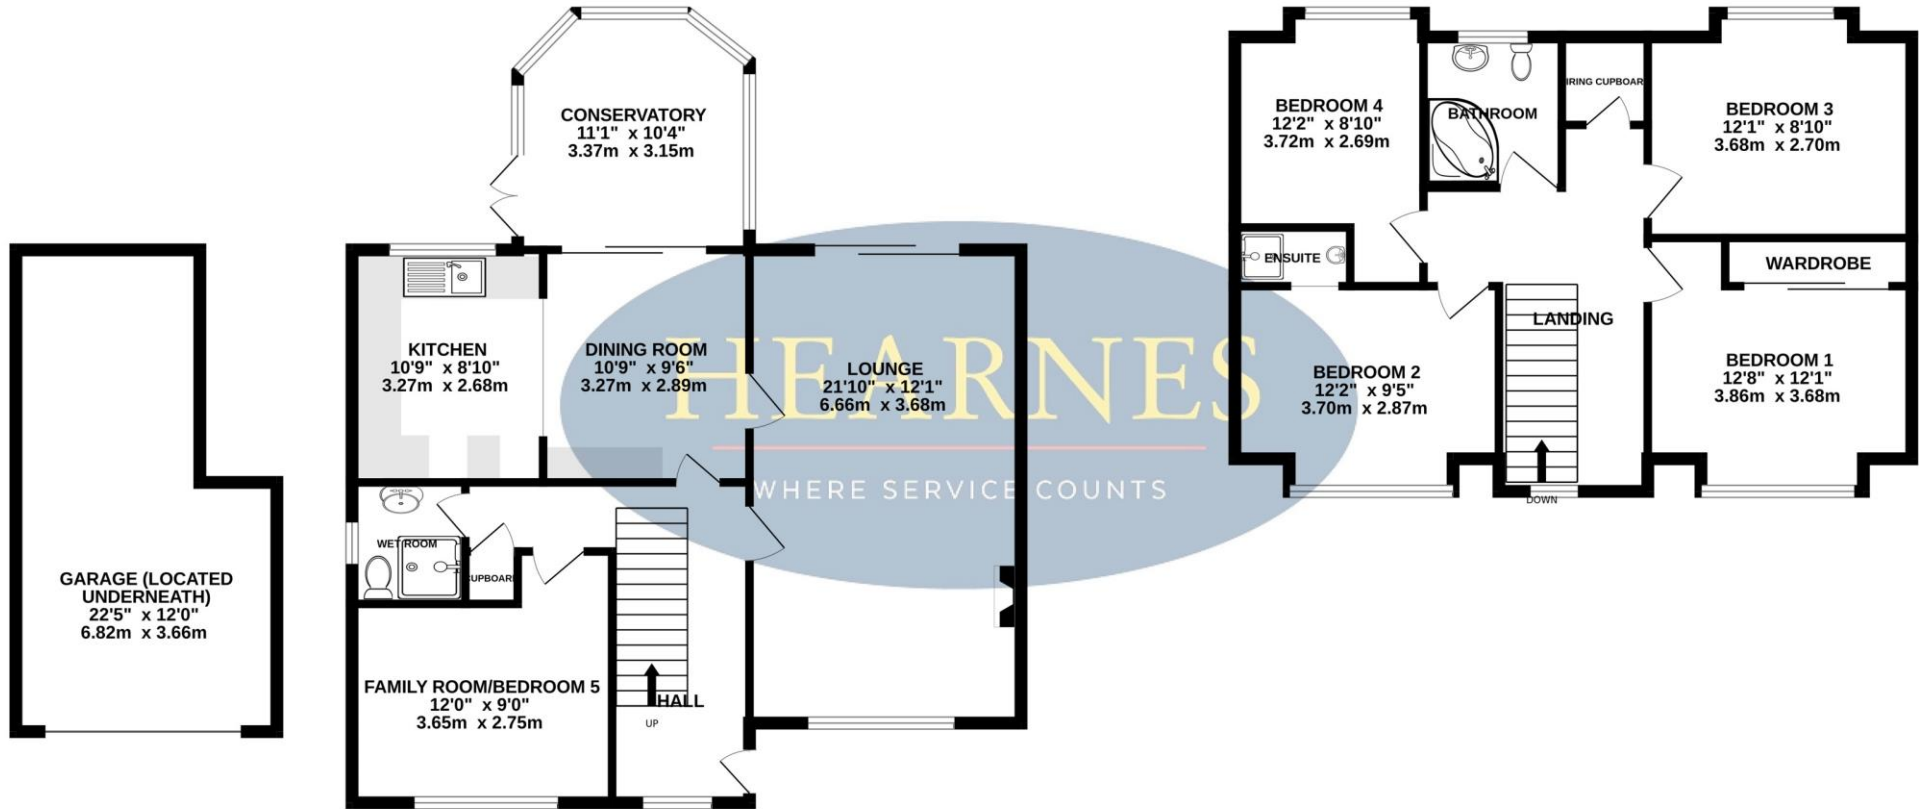 GARAGE (LOCATED
UNDERNEATH)
22'5" x 12'0"
6.82m x 3.66m
CONSERVATORY
11'1" x 10'4"
3.37m x 3.15m
KITCHEN
10'9" x 8'10"
3.27m x 2.68m
DINING ROOM
10'9" x 9'6"
3.27m x 2.89m
LOUNGE
21'10" x 12'1"
6.66m x 3.68m
WET ROOM
CUPBOARD
FAMILY ROOM/BEDROOM 5
12'0" x 9'0"
3.65m x 2.75m
HALL
UP
HEARNES
WHERE SERVICE COUNTS
BEDROOM 4
12'2" x 8'10"
3.72m x 2.69m
BATHROOM
IRING CUPBOAR
BEDROOM 3
12'1" x 8'10"
3.68m x 2.70m
ENSUITE
WARDROBE
LANDING
BEDROOM 2
12'2" x 9'5"
3.70m x 2.87m
BEDROOM 1
12'8" x 12'1"
3.86m x 3.68m
DOWN